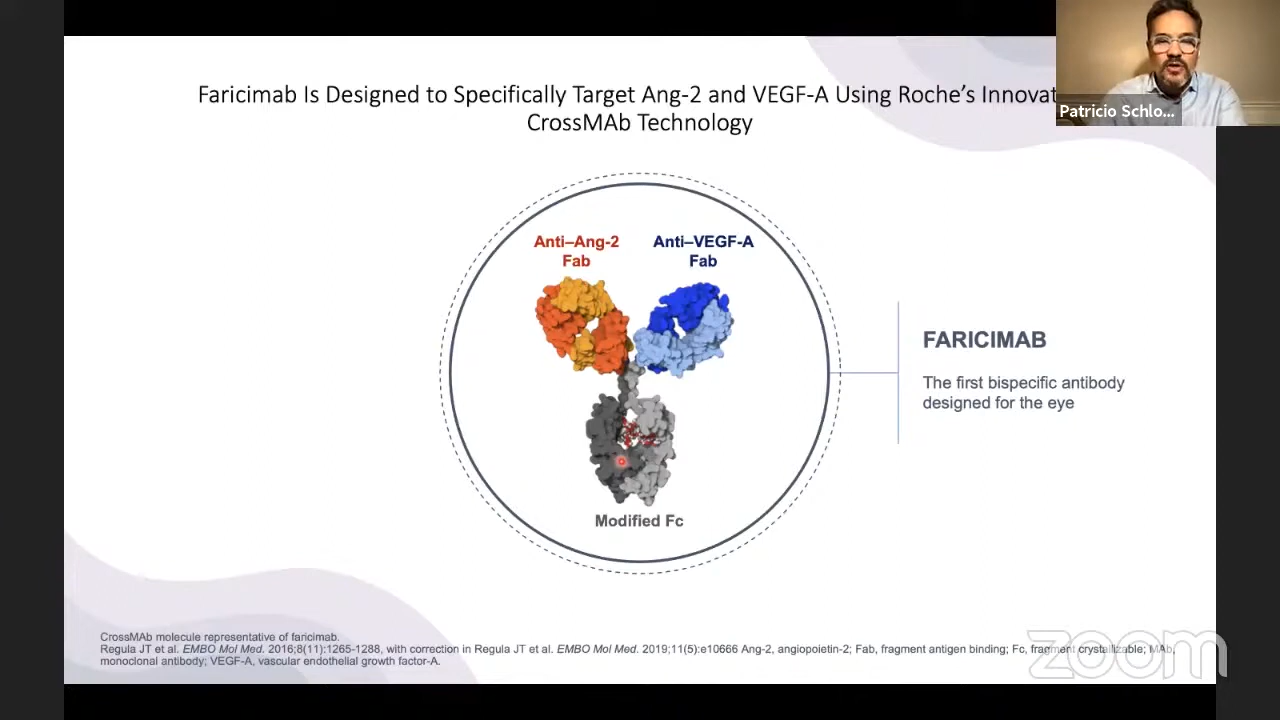 Faricimab Is Designed to Specifically Target Ang-2 and VEGF-A Using Roche's Innovat
CrossMAb Technology
Patricio Schlo...
Anti–Ang-2
Fab
Anti–VEGF-A
Fab
FARICIMAB
The first bispecific antibody
designed for the eye
Modified Fc
CrossMAb molecule representative of faricimab.
Regula JT et al. EMBO Mol Med. 2016;8(11):1265-1288, with correction in Regula JT et al. EMBO Mol Med. 2019;11(5):e10666 Ang-2, angiopoietin-2; Fab, fragment antigen binding; Fc, fragment crystallizable; MAb,
monoclonal antibody; VEGF-A, vascular endothelial growth factor-A.
zoom